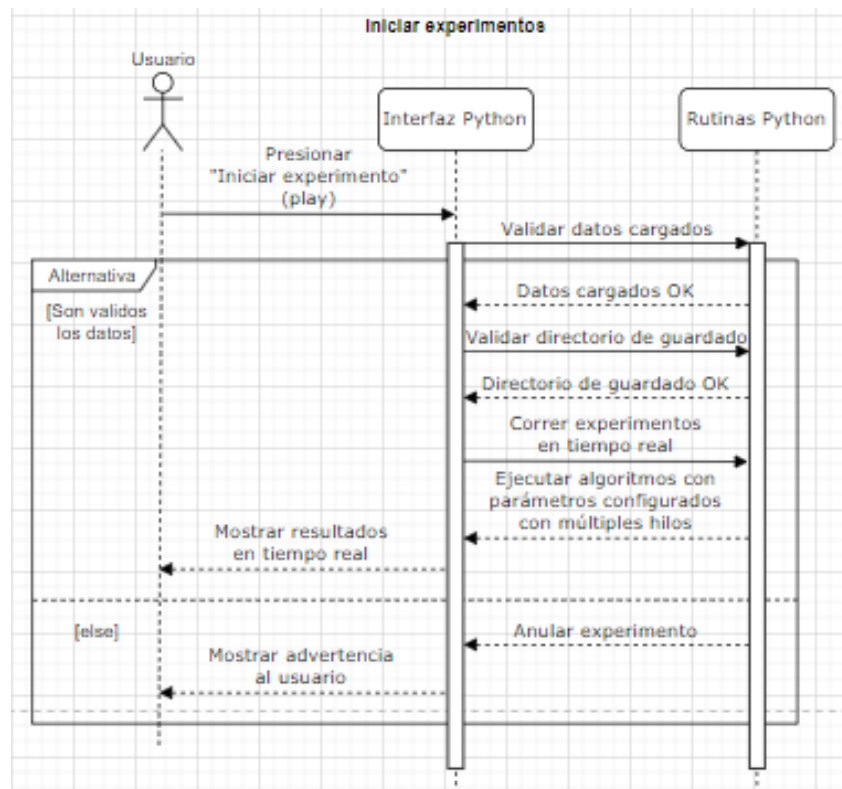 Iniciar experimentos
Usuario
Interfaz Python
Rutinas Python
Presionar
"Iniciar experimento"
(play)
Validar datos cargados
Alternativa
[Son validos
los datos]
Datos cargados OK
Validar directorio de guardado
Directorio de guardado OK
Correr experimentos
en tiempo real
Ejecutar algoritmos con
parámetros configurados
con múltiples hilos
Mostrar resultados
en tiempo real
[else]
Anular experimento
Mostrar advertencia
al usuario